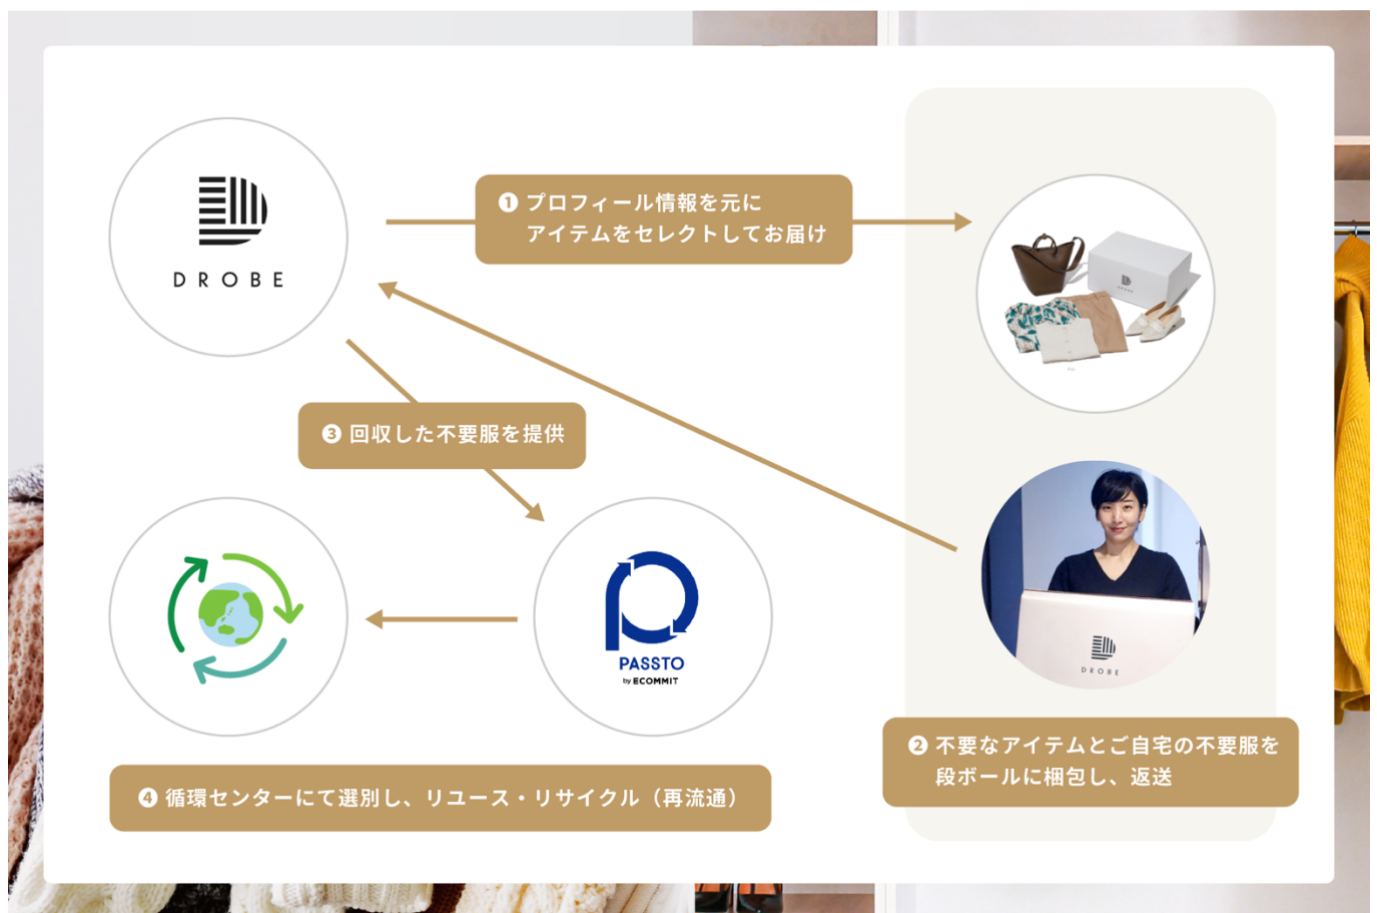 DROBE
❶ プロフィール情報を元に
アイテムをセレクトしてお届け
❸ 回収した不要服を提供
PASSTO
by ECOMMIT
DROBE
❷ 不要なアイテムとご自宅の不要服を
段ボールに梱包し、返送
❹ 循環センターにて選別し、リユース・リサイクル（再流通）